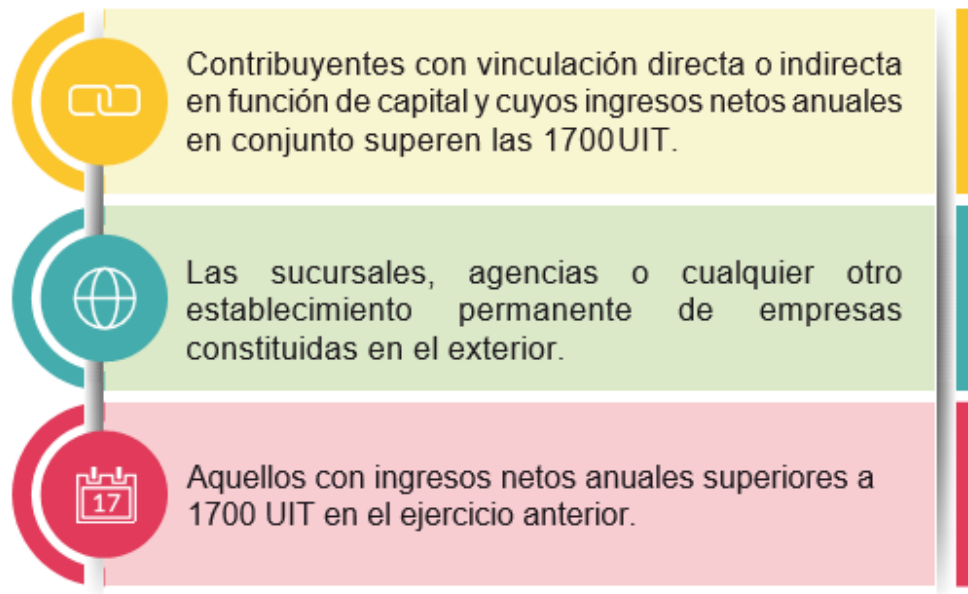 Contribuyentes con vinculación directa o indirecta
en función de capital y cuyos ingresos netos anuales
en conjunto superen las 1700 UIT.
Las sucursales, agencias o cualquier otro
establecimiento permanente de empresas
constituidas en el exterior.
17
Aquellos con ingresos netos anuales superiores a
1700 UIT en el ejercicio anterior.